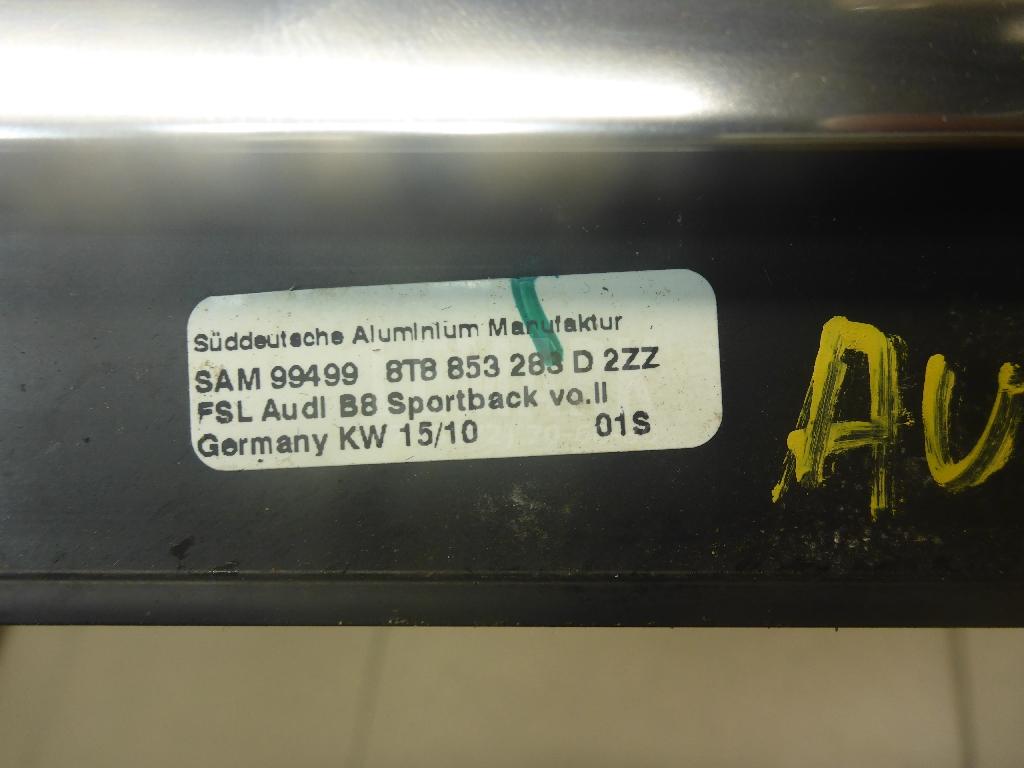 Süddeutsche Aluminium Manufaktur
SAM 99499 8T8 853 283 D 2ZZ
FSL Audi B8 Sportback vo.li
Germany KW 15/10 01S
Au